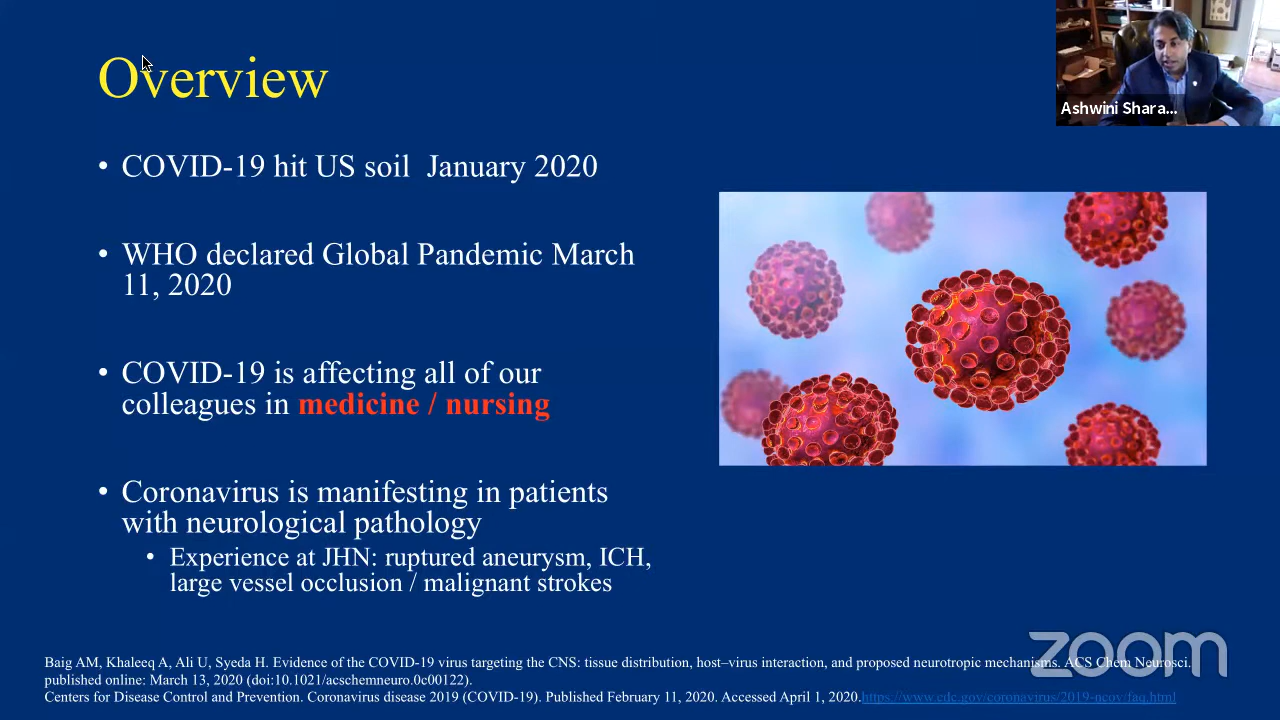 Overview
Ashwini Shara...
• COVID-19 hit US soil  January 2020
• WHO declared Global Pandemic March
11, 2020
• COVID-19 is affecting all of our
colleagues in medicine / nursing
• Coronavirus is manifesting in patients
with neurological pathology
• Experience at JHN: ruptured aneurysm, ICH,
large vessel occlusion / malignant strokes
zoom
Baig AM, Khaleeq A, Ali U, Syeda H. Evidence of the COVID-19 virus targeting the CNS: tissue distribution, host–virus interaction, and proposed neurotropic mechanisms. ACS Chem Neurosci.
published online: March 13, 2020 (doi:10.1021/acschemneuro.0c00122).
Centers for Disease Control and Prevention. Coronavirus disease 2019 (COVID-19). Published February 11, 2020. Accessed April 1, 2020.https://www.cdc.gov/coronavirus/2019-ncov/faq.html